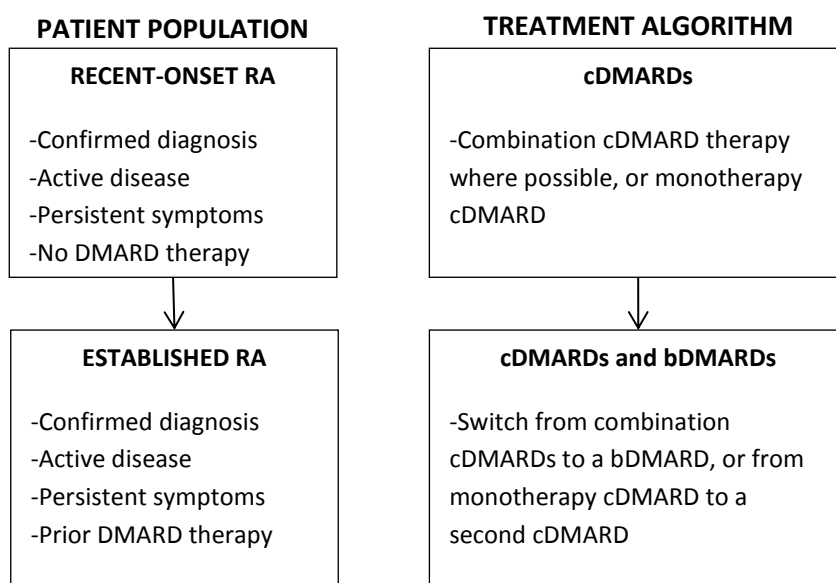 PATIENT POPULATION
RECENT-ONSET RA
-Confirmed diagnosis
-Active disease
-Persistent symptoms
-No DMARD therapy
ESTABLISHED RA
-Confirmed diagnosis
-Active disease
-Persistent symptoms
-Prior DMARD therapy
TREATMENT ALGORITHM
cDMARDs
-Combination cDMARD therapy
where possible, or monotherapy
cDMARD
cDMARDs and bDMARDs
-Switch from combination
cDMARDs to a bDMARD, or from
monotherapy cDMARD to a
second cDMARD